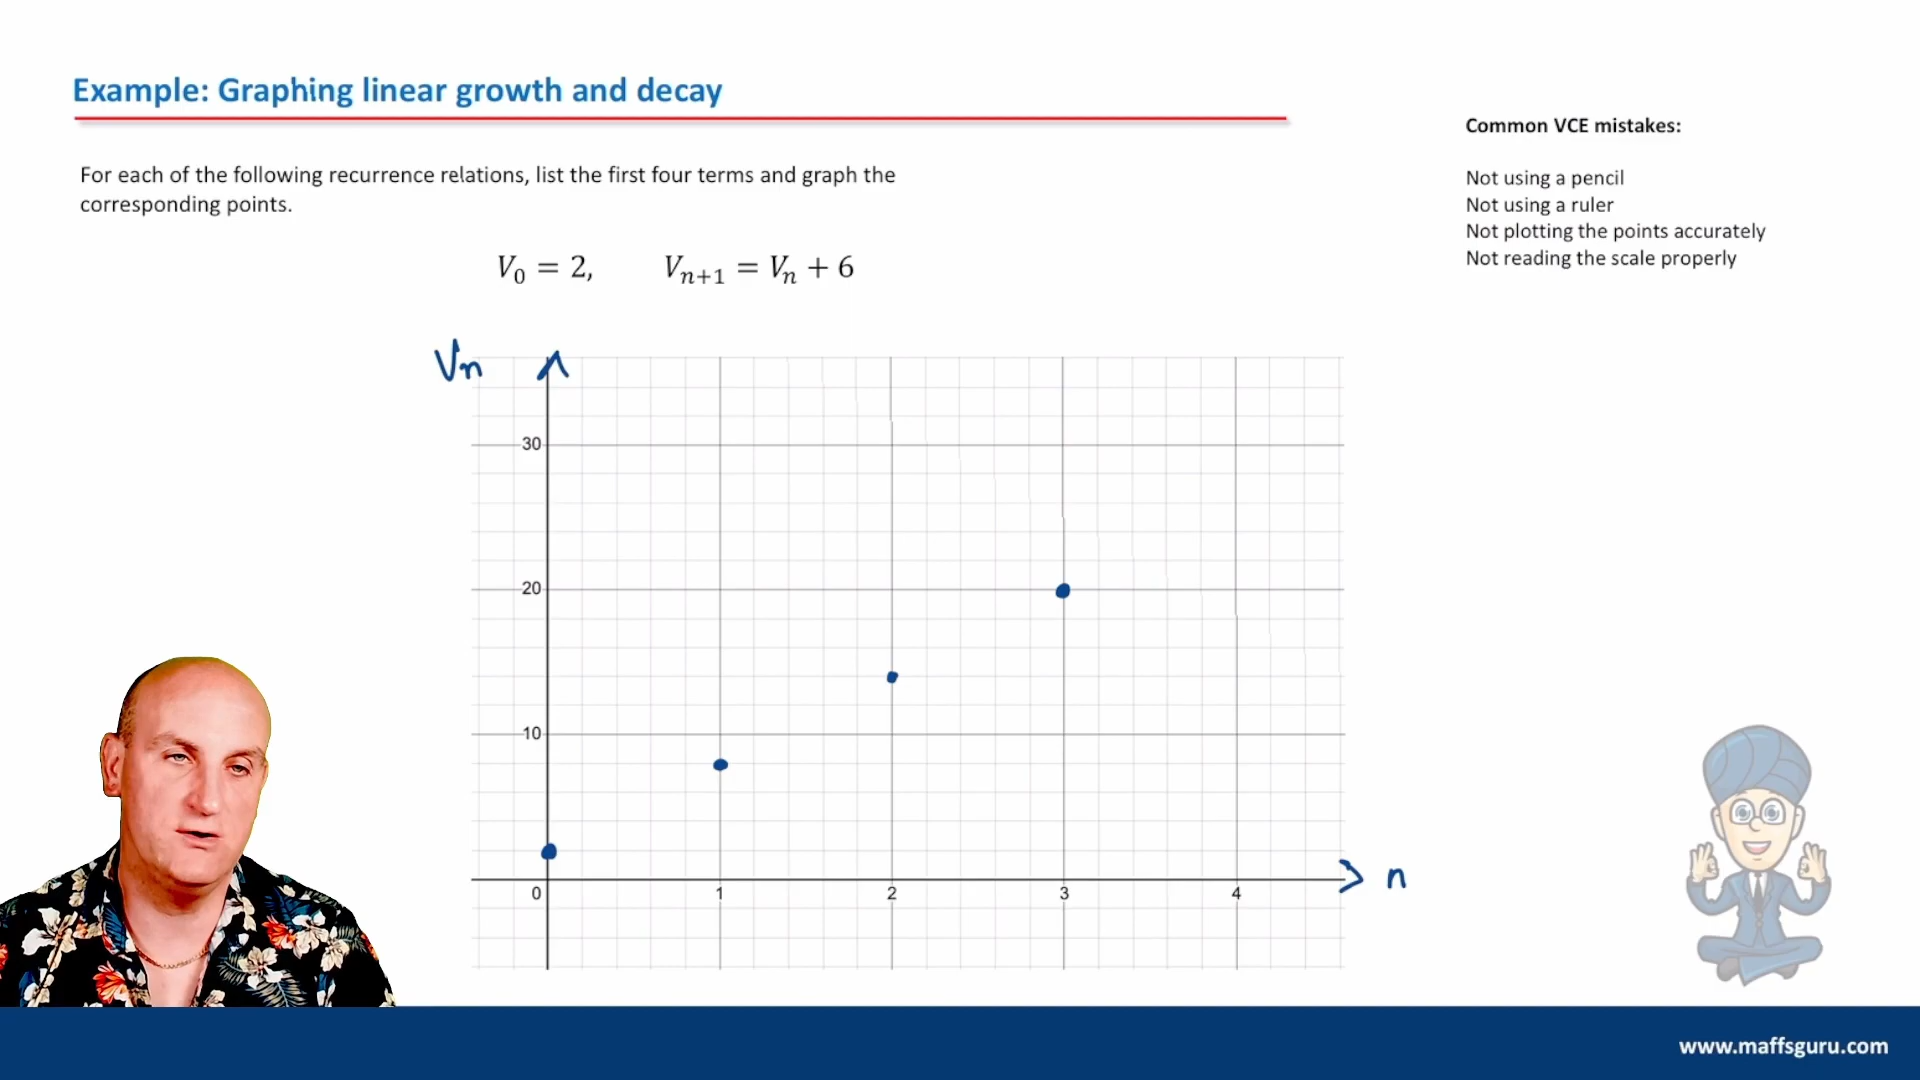 Example: Graphing linear growth and decay
For each of the following recurrence relations, list the first four terms and graph the
corresponding points.
V₀ = 2, Vₙ₊₁ = Vₙ + 6
Common VCE mistakes:
Not using a pencil
Not using a ruler
Not plotting the points accurately
Not reading the scale properly
Vn
30
20
10
0 1 2 3 4
n
www.maffsguru.com